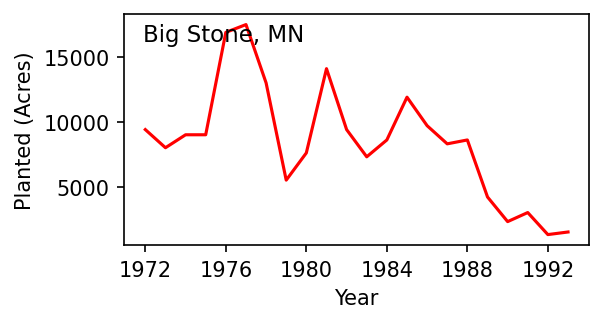 Big Stone, MN
Planted (Acres)
15000
10000
5000
1972 1976 1980 1984 1988 1992
Year